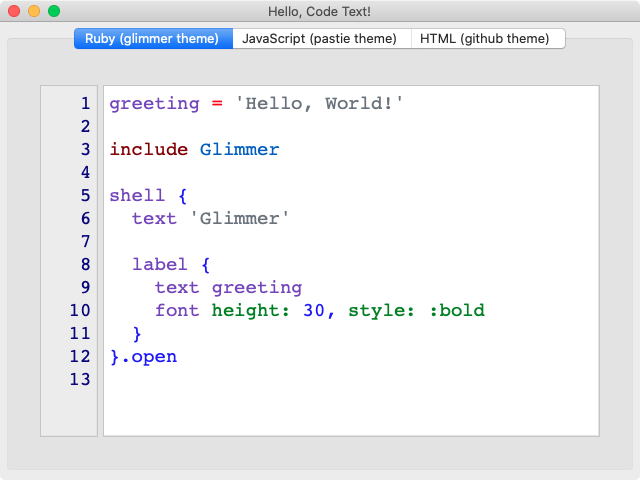 Hello, Code Text!
Ruby (glimmer theme) JavaScript (pastie theme) HTML (github theme)
1 greeting = 'Hello, World!'
2
3 include Glimmer
4
5 shell {
6   text 'Glimmer'
7
8   label {
9     text greeting
10     font height: 30, style: :bold
11   }
12 }.open
13